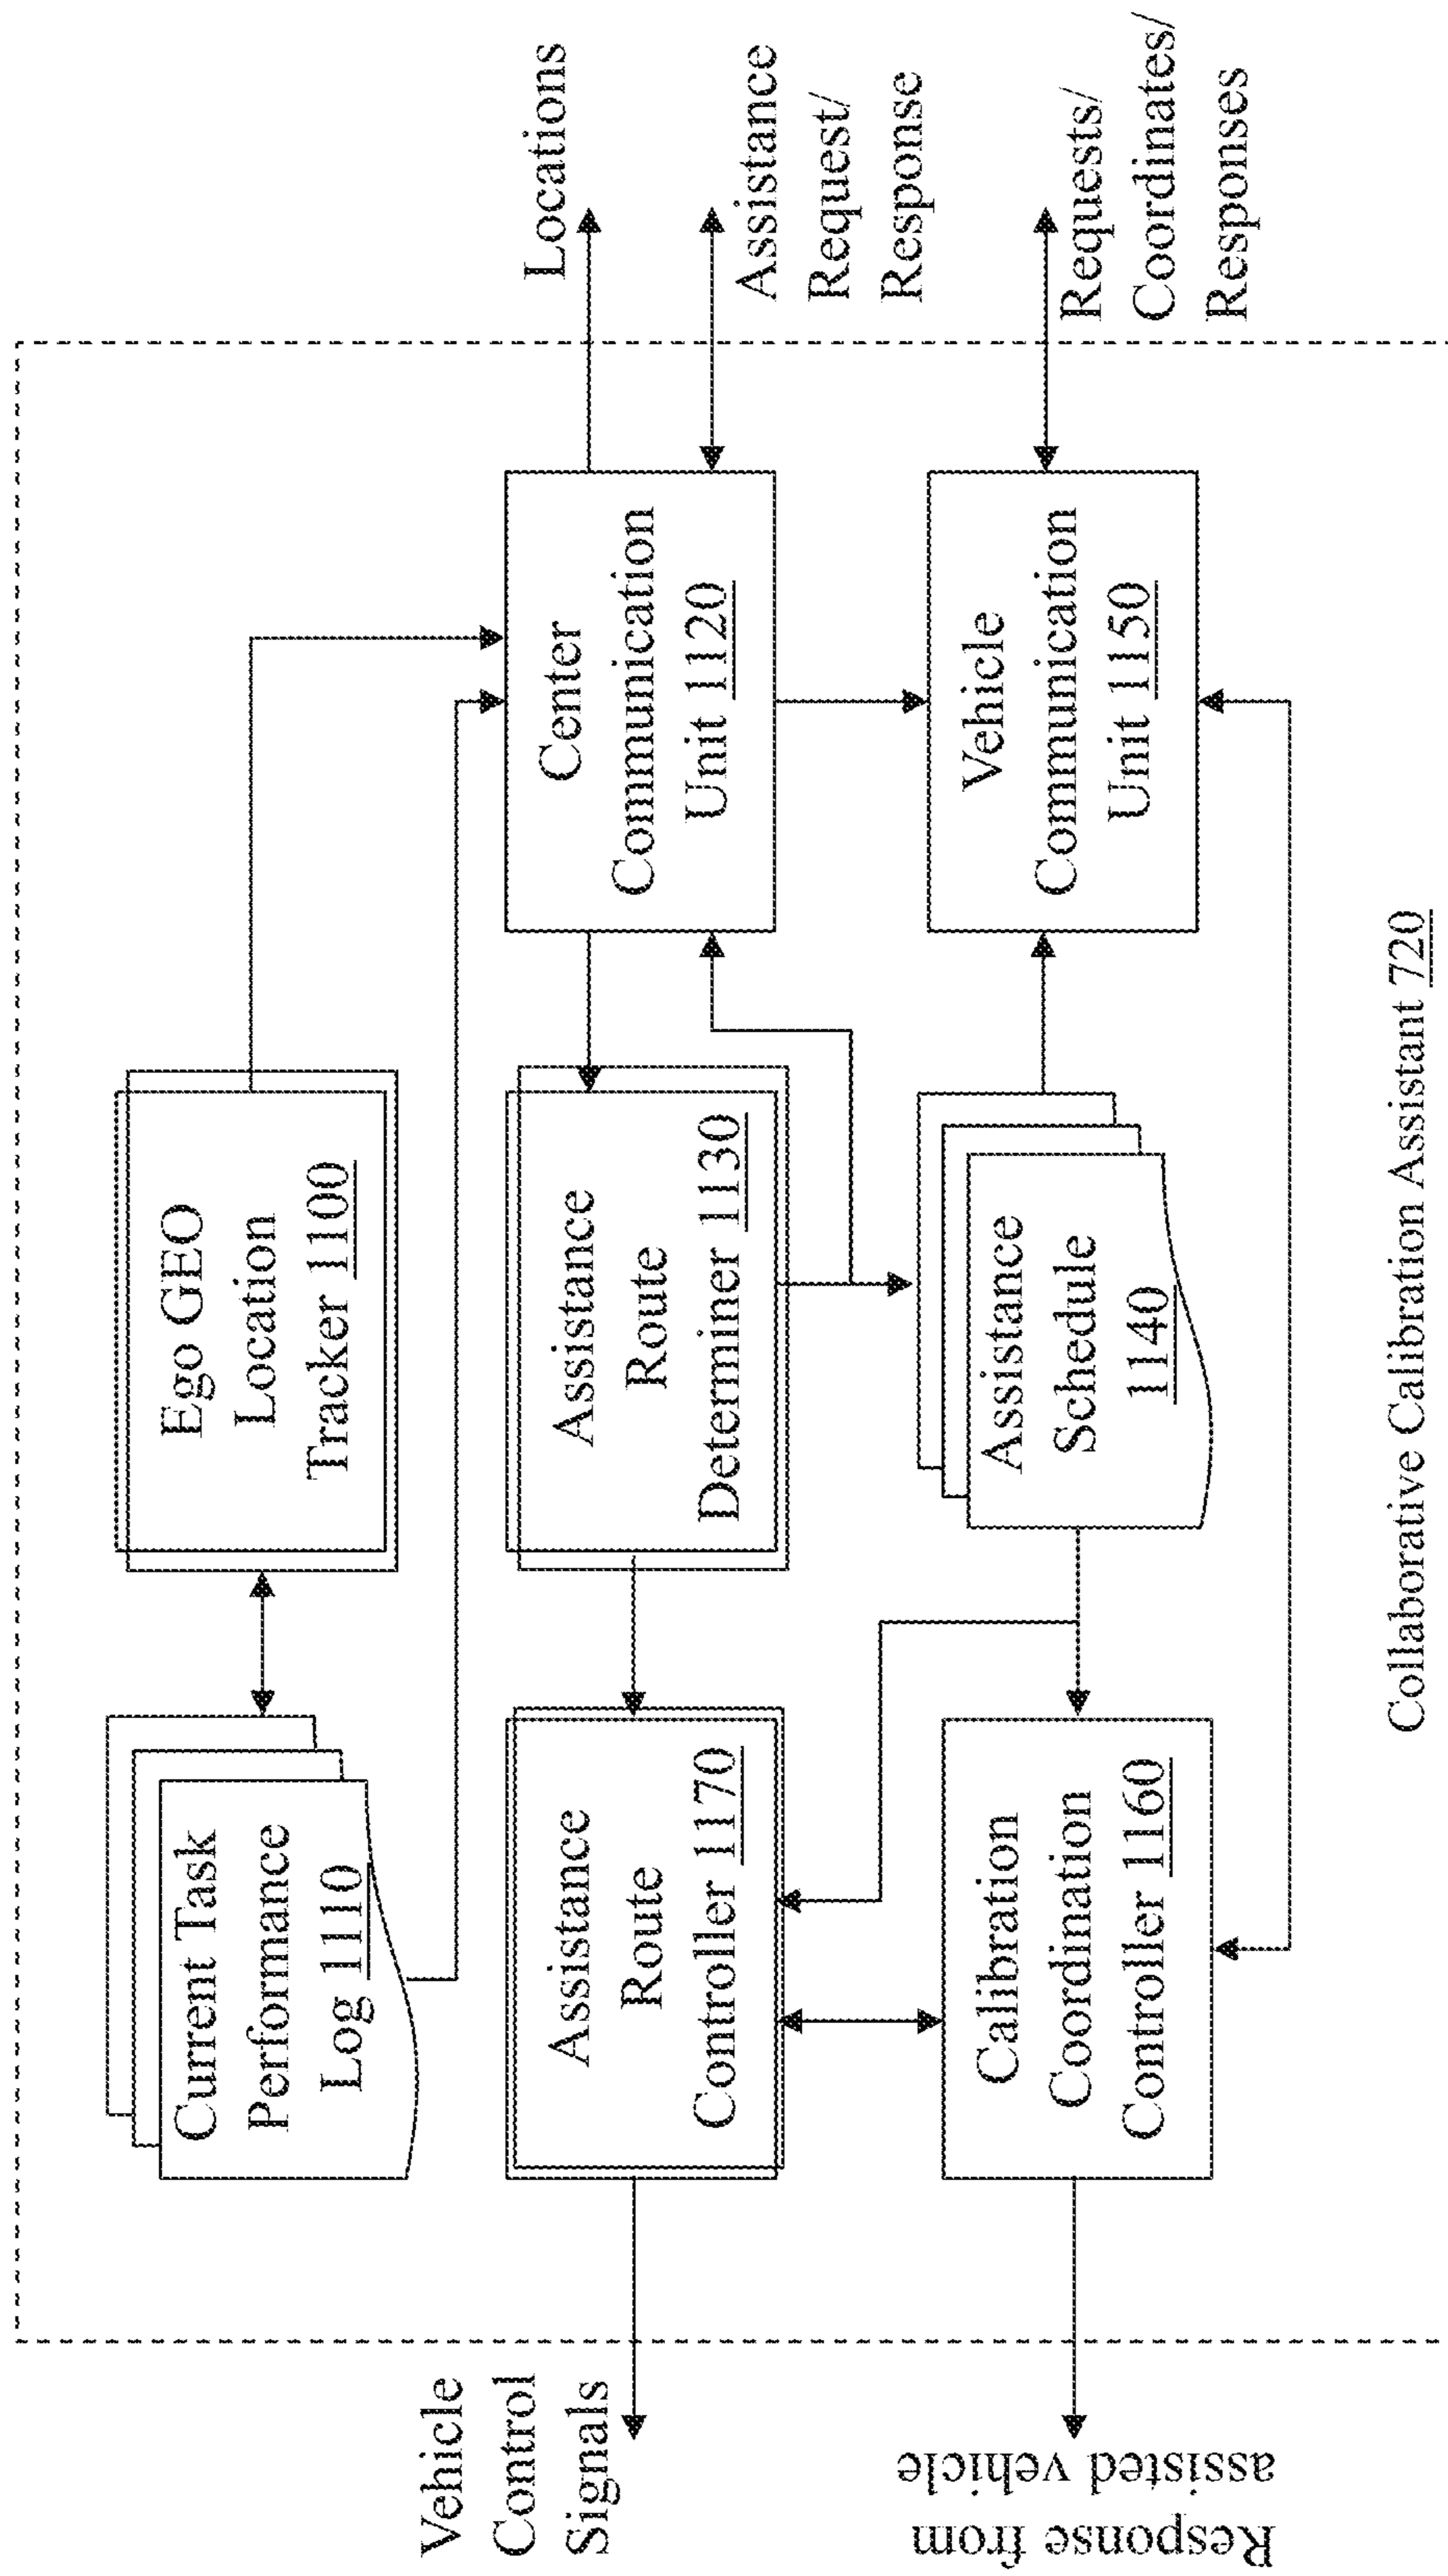 Current Task
Performance
Log 1110
Ego GEO
Location
Tracker 1100
Locations
Vehicle
Control
Signals
Assistance
Route
Controller 1170
Assistance
Route
Determiner 1130
Center
Communication
Unit 1120
Assistance
Request/
Response
Response from
assisted vehicle
Calibration
Coordination
Controller 1160
Assistance
Schedule
1140
Vehicle
Communication
Unit 1150
Requests/
Coordinates/
Responses
Collaborative Calibration Assistant 720